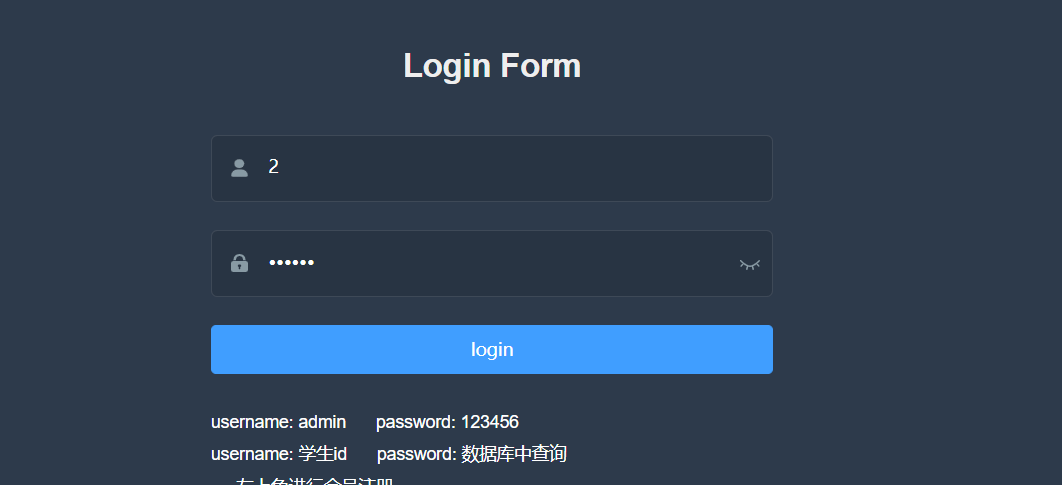 Login Form
2
••••••
login
username: admin password: 123456
username: 学生id password: 数据库中查询